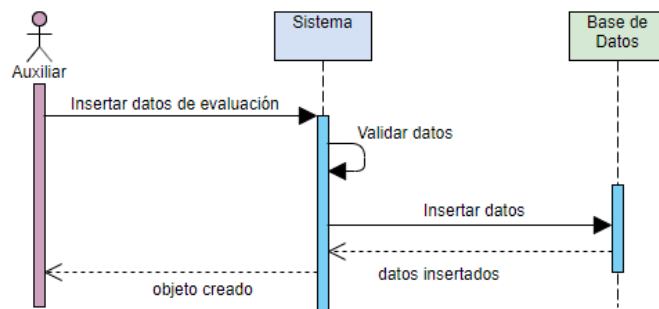 Sistema
Base de
Datos
Auxiliar
Insertar datos de evaluación
Validar datos
Insertar datos
datos insertados
objeto creado